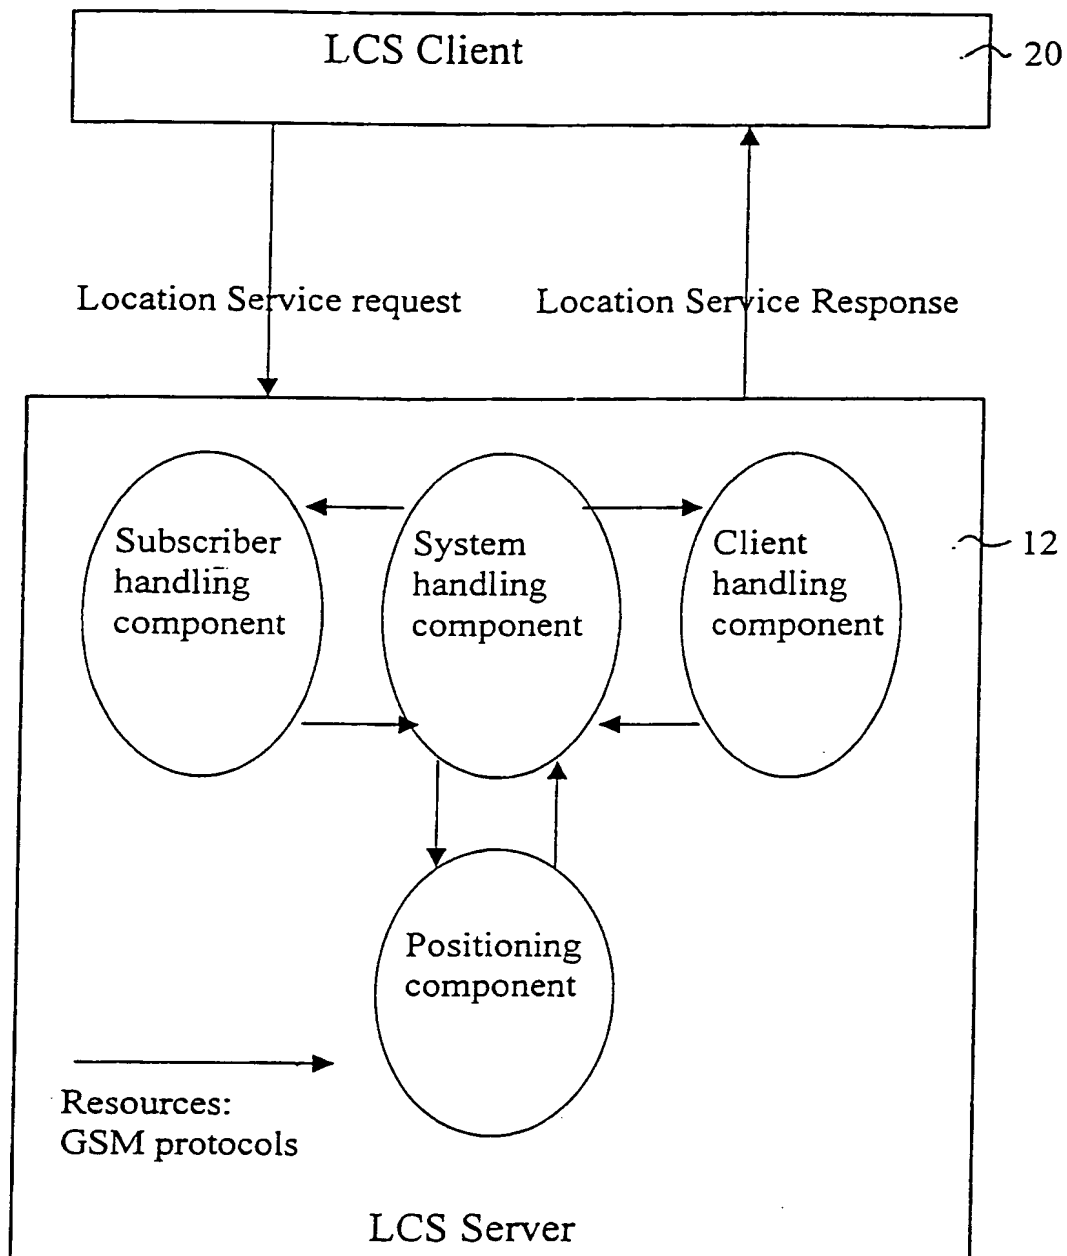 LCS Client
20
Location Service request
Location Service Response
Subscriber
handling
component
System
handling
component
Client
handling
component
12
Positioning
component
Resources:
GSM protocols
LCS Server